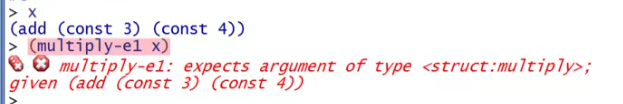 > x
(add (const 3) (const 4))
> (multiply-e1 x)
multiply-e1: expects argument of type <struct:multiply>;
given (add (const 3) (const 4))
>